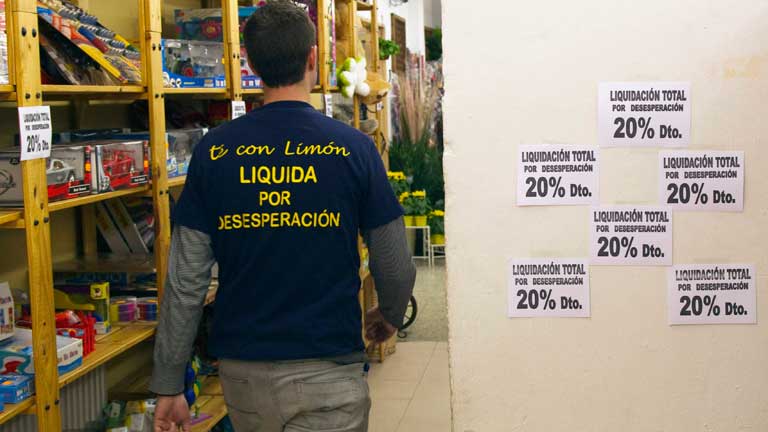 LIQUIDACIÓN TOTAL
POR DESESPERACIÓN
20% Dto.
té con Limón
LIQUIDA
POR
DESESPERACIÓN
LIQUIDACIÓN TOTAL
POR DESESPERACIÓN
20% Dto.
LIQUIDACIÓN TOTAL
POR DESESPERACIÓN
20% Dto.
LIQUIDACIÓN TOTAL
POR DESESPERACIÓN
20% Dto.
LIQUIDACIÓN TOTAL
POR DESESPERACIÓN
20% Dto.
LIQUIDACIÓN TOTAL
POR DESESPERACIÓN
20% Dto.
LIQUIDACIÓN TOTAL
POR DESESPERACIÓN
20% Dto.